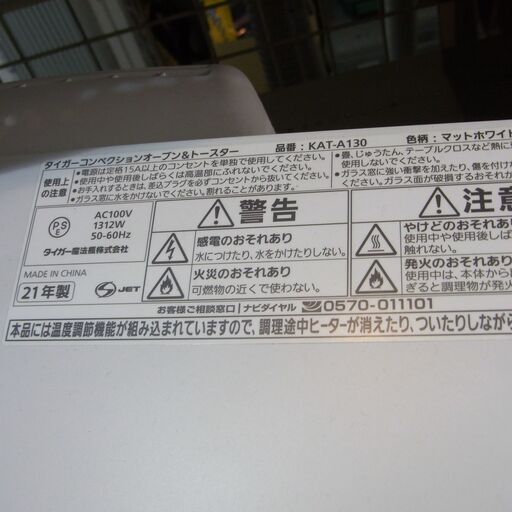 タイガーコンベクションオーブン&トースター 品番：KAT-A130 色柄：マットホワイト
使用上の注意
•電源は定格15A以上のコンセントを単独で使用してください。
•使用中や使用後しばらくは高温部にふれないでください。
•お手入れするときは、差込プラグを必ずコンセントから抜いてください。
•ガラス窓に水をかけないでください。割れることがあります。
•畳、じゅうたん、テーブルクロスなど熱に
使用しないでください。
•ガラス窓に強い衝撃を加えたり、傷を付け
ください。ガラス面が破損する
PSE
AC100V
1312W
50-60Hz
タイガー魔法瓶株式会社
MADE IN CHINA
21年製
S JET
警告
感電のおそれあり
水につけたり、水をかけたりしない。
火災のおそれあり
可燃物の近くで使わない。
注意
やけどのおそれあり
使用中や使用後しば
触れない。
発火のおそれあり
使用中は、本体から
ぎると調理物が発火
お客様ご相談窓口 ナビダイヤル 0570-011101
本品には温度調節機能が組み込まれていますので、調理途中ヒーターが消えたり、ついたりしなが